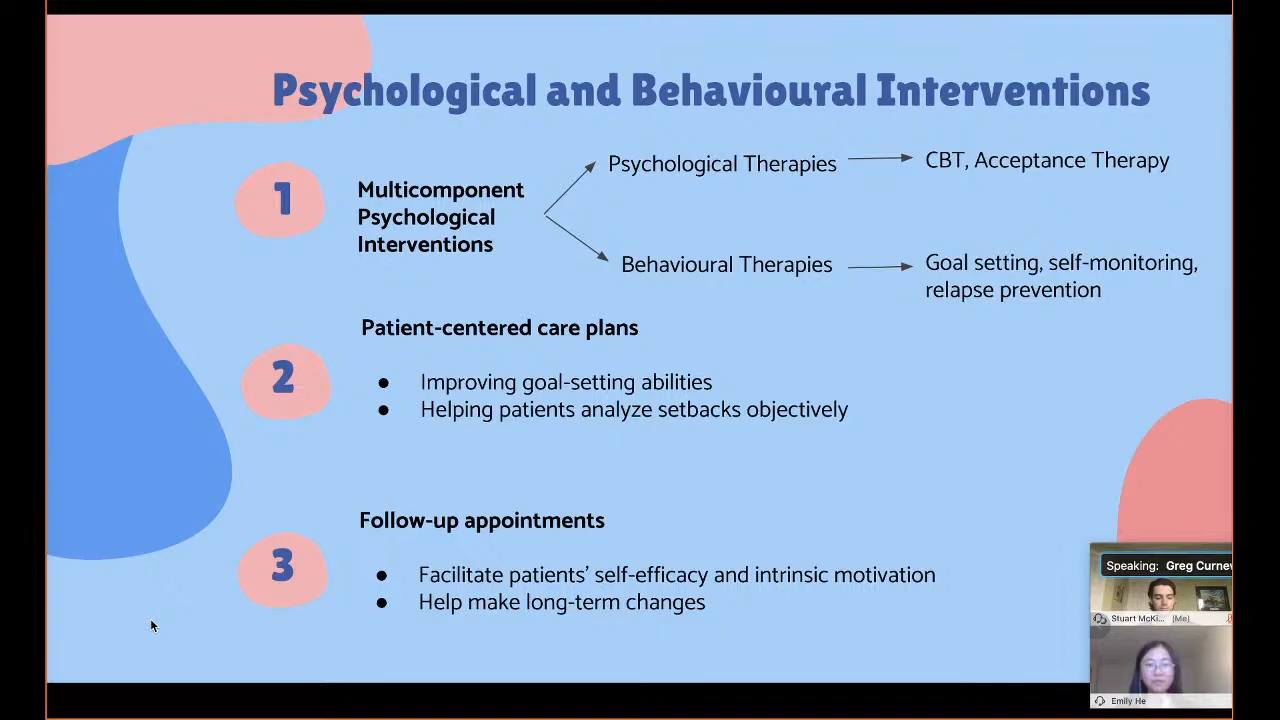 Psychological and Behavioural Interventions
1
Multicomponent
Psychological
Interventions
Psychological Therapies
CBT, Acceptance Therapy
Behavioural Therapies
Goal setting, self-monitoring,
relapse prevention
2
Patient-centered care plans
● Improving goal-setting abilities
● Helping patients analyze setbacks objectively
3
Follow-up appointments
● Facilitate patients' self-efficacy and intrinsic motivation
● Help make long-term changes
Speaking: Greg Curnew
Stuart McKi... (Me)
Emily He